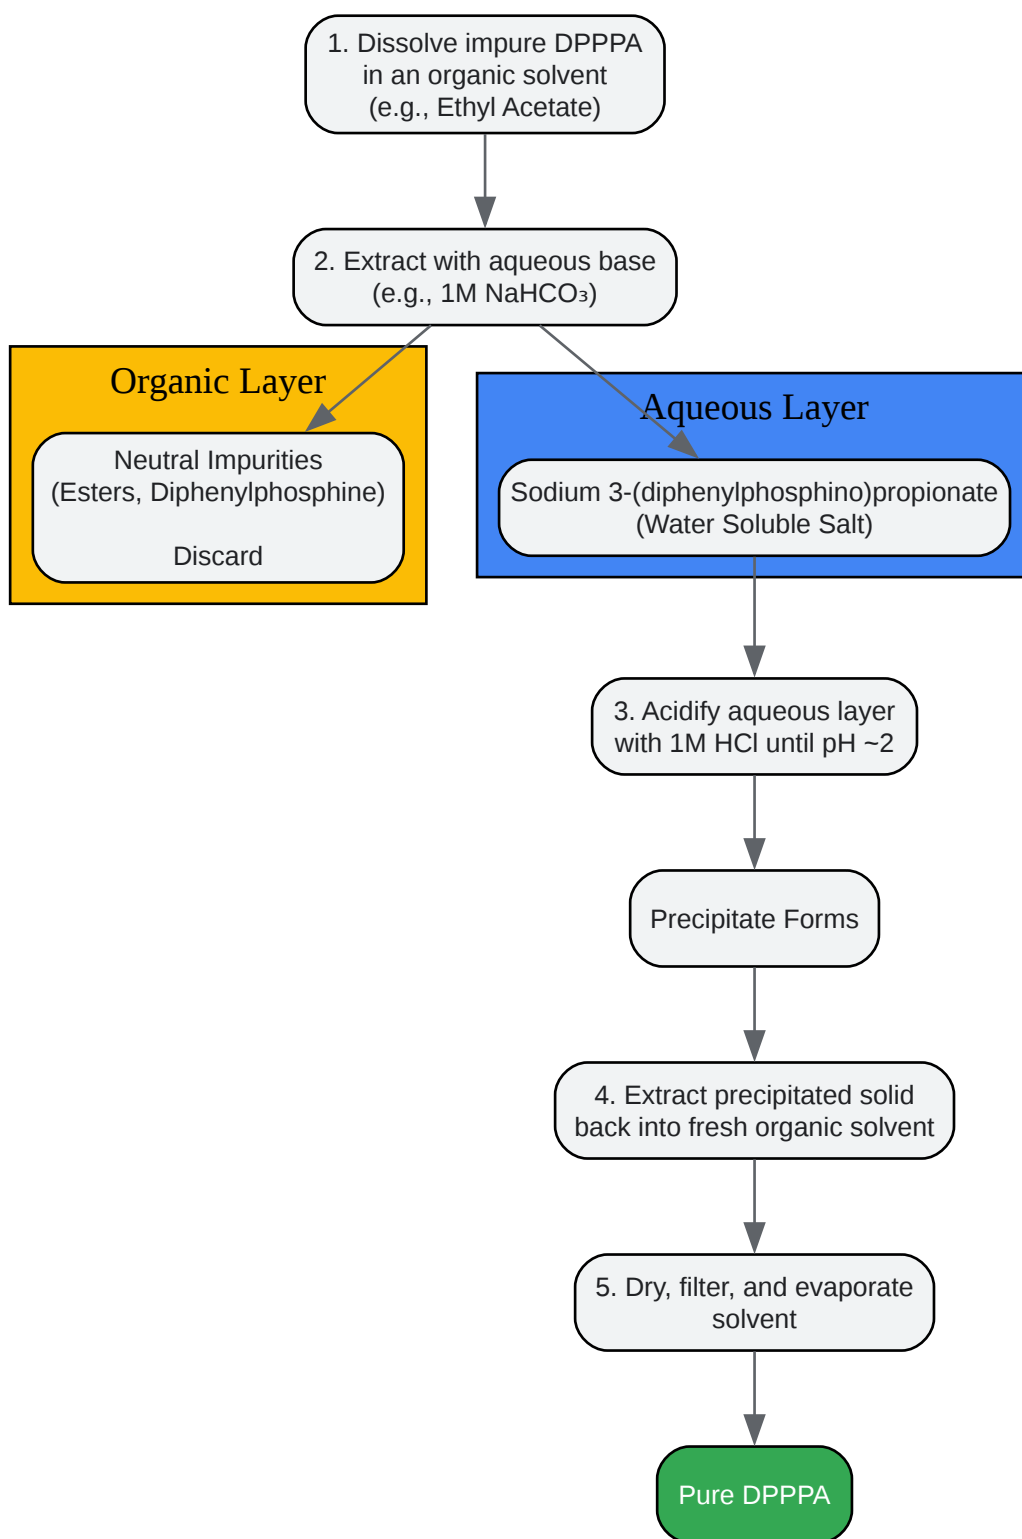 1. Dissolve impure DPPPA
in an organic solvent
(e.g., Ethyl Acetate)
2. Extract with aqueous base
(e.g., 1M NaHCO₃)
Organic Layer
Neutral Impurities
(Esters, Diphenylphosphine)
Discard
Aqueous Layer
Sodium 3-(diphenylphosphino)propionate
(Water Soluble Salt)
3. Acidify aqueous layer
with 1M HCl until pH ~2
Precipitate Forms
4. Extract precipitated solid
back into fresh organic solvent
5. Dry, filter, and evaporate
solvent
Pure DPPPA